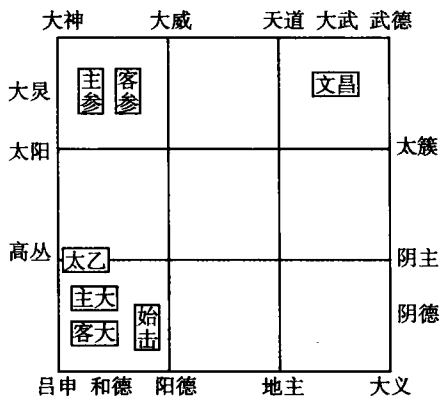 大神 大威 天道 大武 武德
大炅 主参 客参 文昌
太阳 太簇
高丛 太乙 阴主
主大 始击 阴德
客大
吕申 和德 阳德 地主 大义